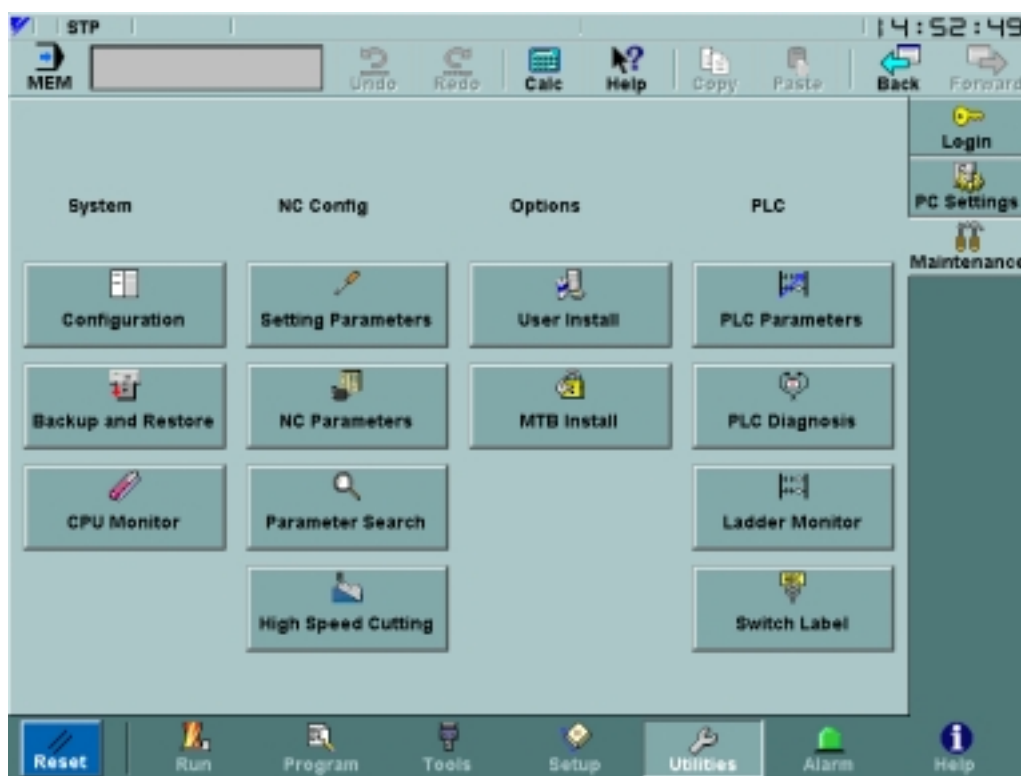 STP 14:52:49
MEM Undo Redo Calc Help Copy Paste Back Forward
Login
PC Settings
Maintenance
System NC Config Options PLC
Configuration Setting Parameters User Install PLC Parameters
Backup and Restore NC Parameters MTB Install PLC Diagnosis
CPU Monitor Parameter Search Ladder Monitor
High Speed Cutting Switch Label
Reset Run Program Tools Setup Utilities Alarm Help